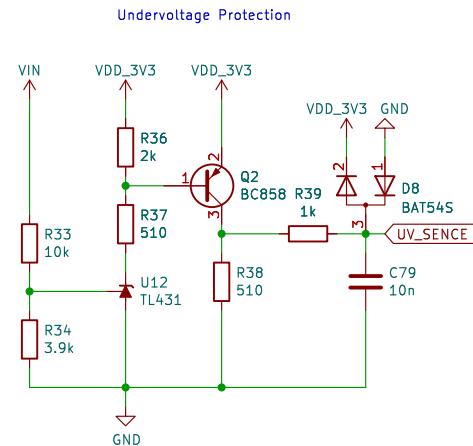 Undervoltage Protection
VIN
VDD_3V3
VDD_3V3
VDD_3V3
GND
R36
2k
1
2
3
Q2
BC858
R39
1k
2
1
3
D8
BAT54S
UV_SENCE
R33
10k
R37
510
U12
TL431
R38
510
C79
10n
R34
3.9k
GND